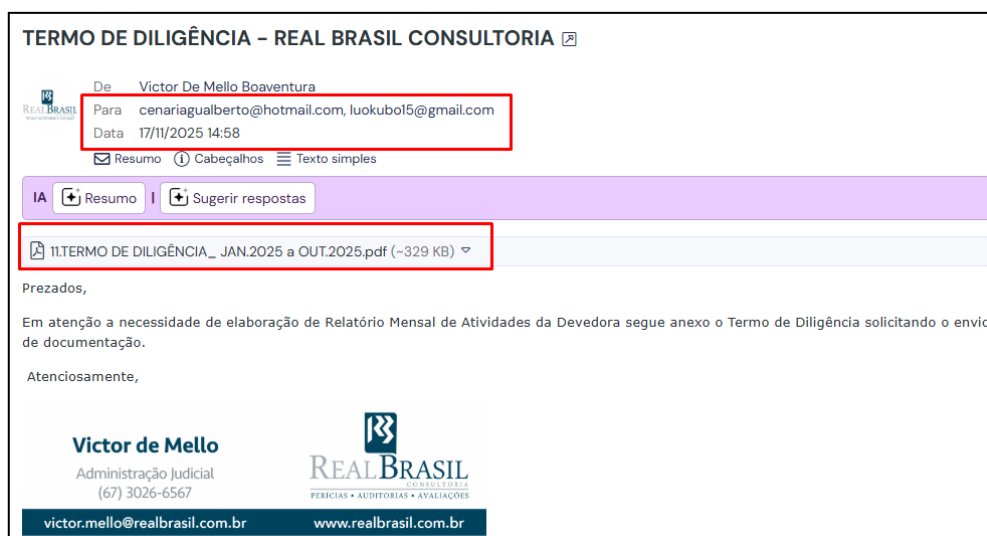 TERMO DE DILIGÊNCIA – REAL BRASIL CONSULTORIA
De Victor De Mello Boaventura
Para cenariagualberto@hotmail.com, luokubo15@gmail.com
Data 17/11/2025 14:58
REAL BRASIL
Resumo Cabeçalhos Texto simples
IA Resumo | Sugerir respostas
11.TERMO DE DILIGÊNCIA_ JAN.2025 a OUT.2025.pdf (~329 KB)
Prezados,
Em atenção a necessidade de elaboração de Relatório Mensal de Atividades da Devedora segue anexo o Termo de Diligência solicitando o envio
de documentação.
Atenciosamente,
Victor de Mello
Administração Judicial
(67) 3026-6567
victor.mello@realbrasil.com.br
REAL BRASIL
CONSULTORIA
PERÍCIAS • AUDITORIAS • AVALIAÇÕES
www.realbrasil.com.br